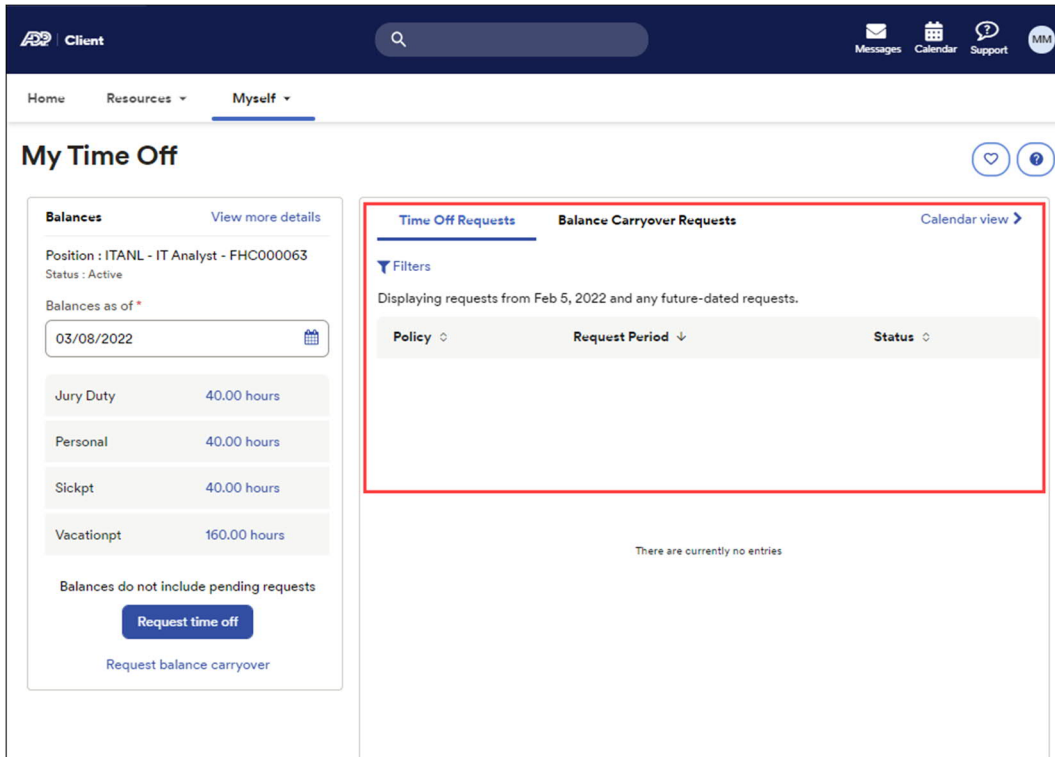 ADP Client
Messages Calendar Support MM
Home Resources Myself
My Time Off
Balances View more details
Position : ITANL - IT Analyst - FHC000063
Status : Active
Balances as of *
03/08/2022
Jury Duty 40.00 hours
Personal 40.00 hours
Sickpt 40.00 hours
Vacationpt 160.00 hours
Balances do not include pending requests
Request time off
Request balance carryover
Time Off Requests Balance Carryover Requests Calendar view
Filters
Displaying requests from Feb 5, 2022 and any future-dated requests.
Policy Request Period Status
There are currently no entries